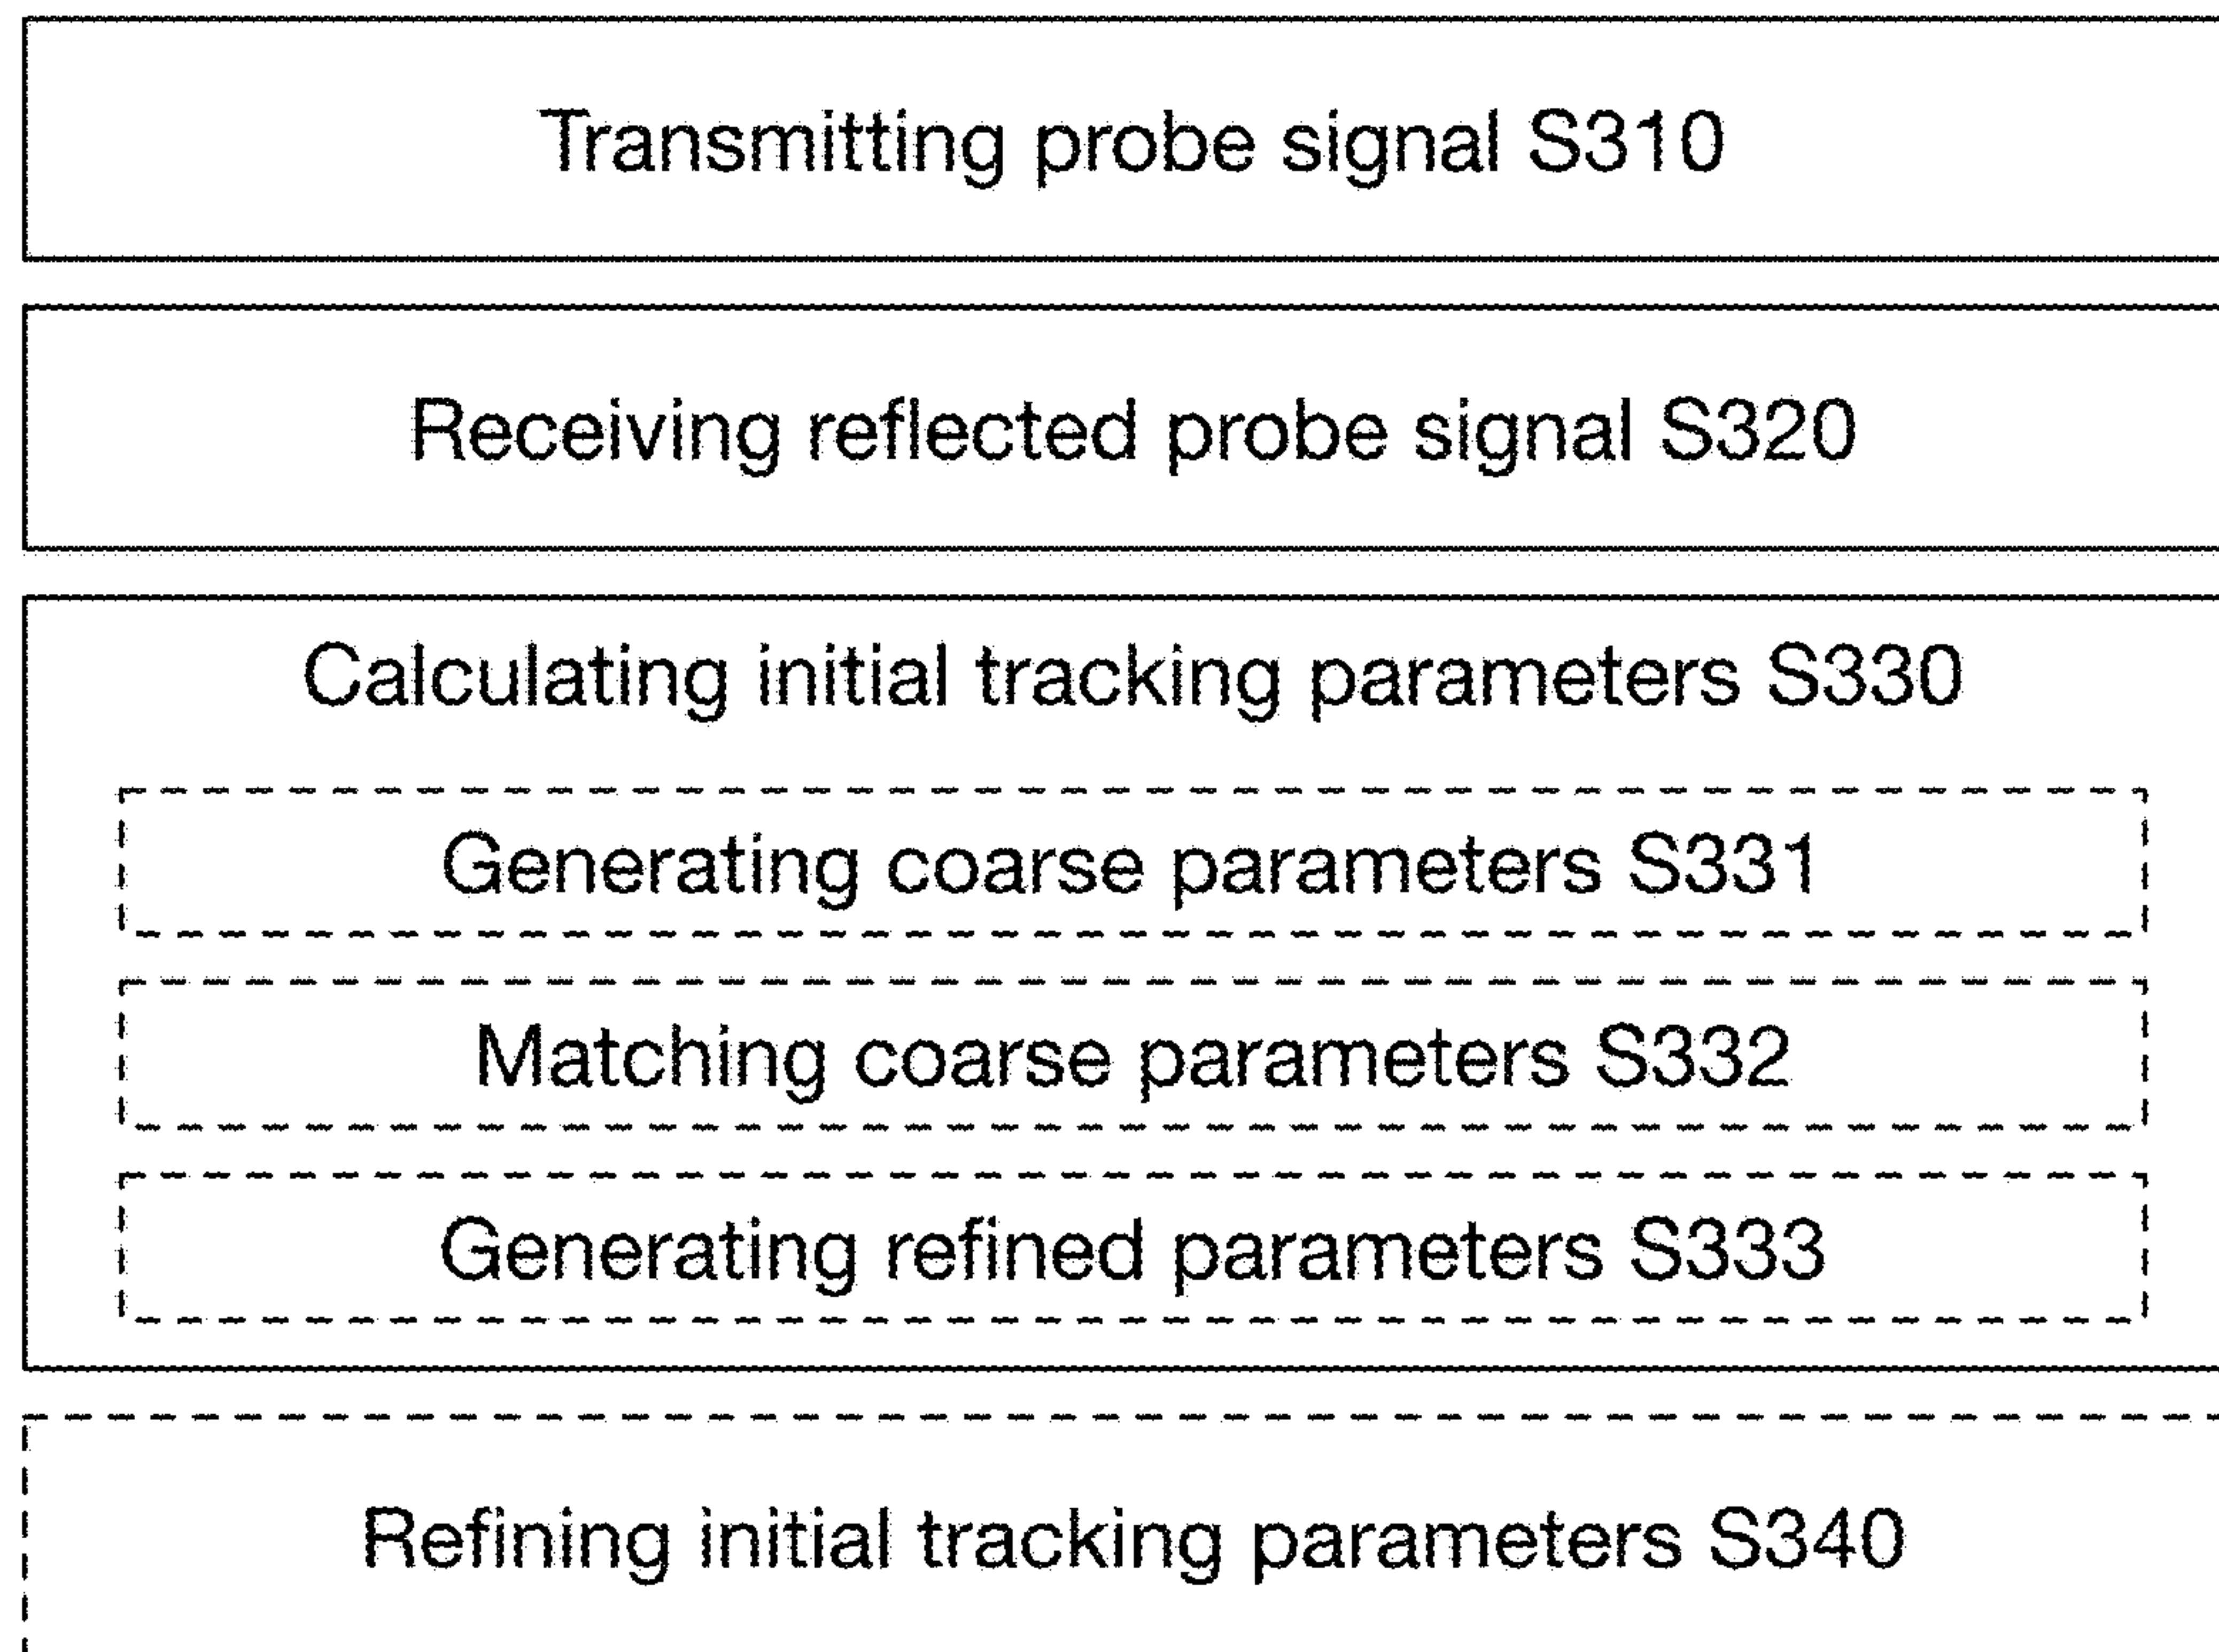 Transmitting probe signal S310
Receiving reflected probe signal S320
Calculating initial tracking parameters S330
Generating coarse parameters S331
Matching coarse parameters S332
Generating refined parameters S333
Refining initial tracking parameters S340